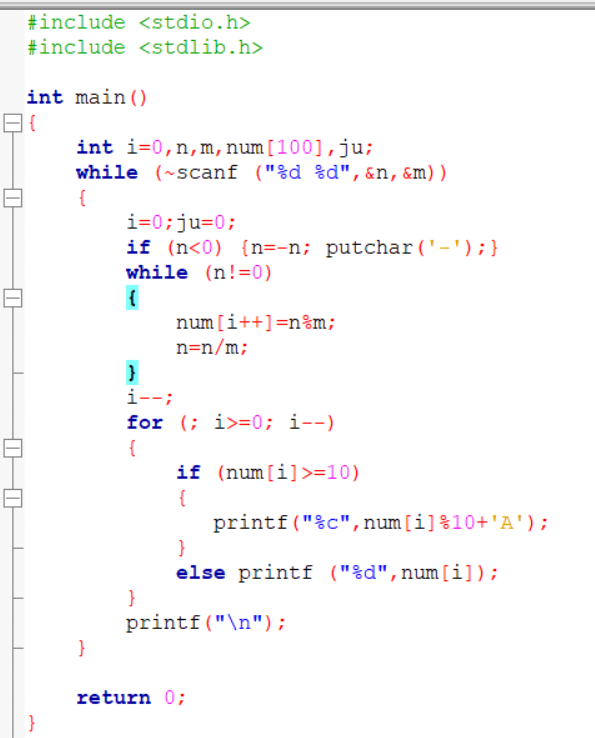 #include <stdio.h>
#include <stdlib.h>
int main()
{
int i=0,n,m,num[100],ju;
while (~scanf ("%d %d",&n,&m))
{
i=0;ju=0;
if (n<0) {n=-n; putchar('-');}
while (n!=0)
{
num[i++]=n%m;
n=n/m;
}
i--;
for (; i>=0; i--)
{
if (num[i]>=10)
{
printf("%c",num[i]%10+'A');
}
else printf ("%d",num[i]);
}
printf("\n");
}
return 0;
}